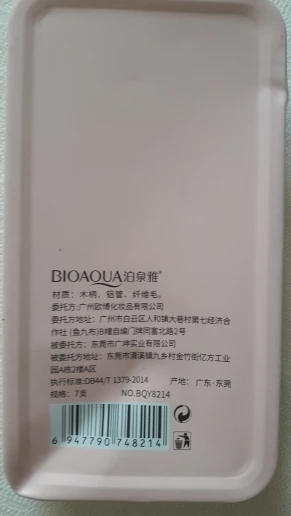 BIOAQUA泊泉雅®
材质：木柄、铝管、纤维毛。
委托方:广州欧博化妆品有限公司
委托方地址：广州市白云区人和镇大巷村第七经济合
作社 (鱼九布)B幢自编门牌同富北路2号
被委托方：东莞市广坤实业有限公司
被委托方地址：东莞市清溪镇九乡村金竹街亿方工业
园A栋2楼A区
执行标准:DB44/T 1379-2014 产地：广东·东莞
规格：7支 NO.BQY8214
6 947790 748214